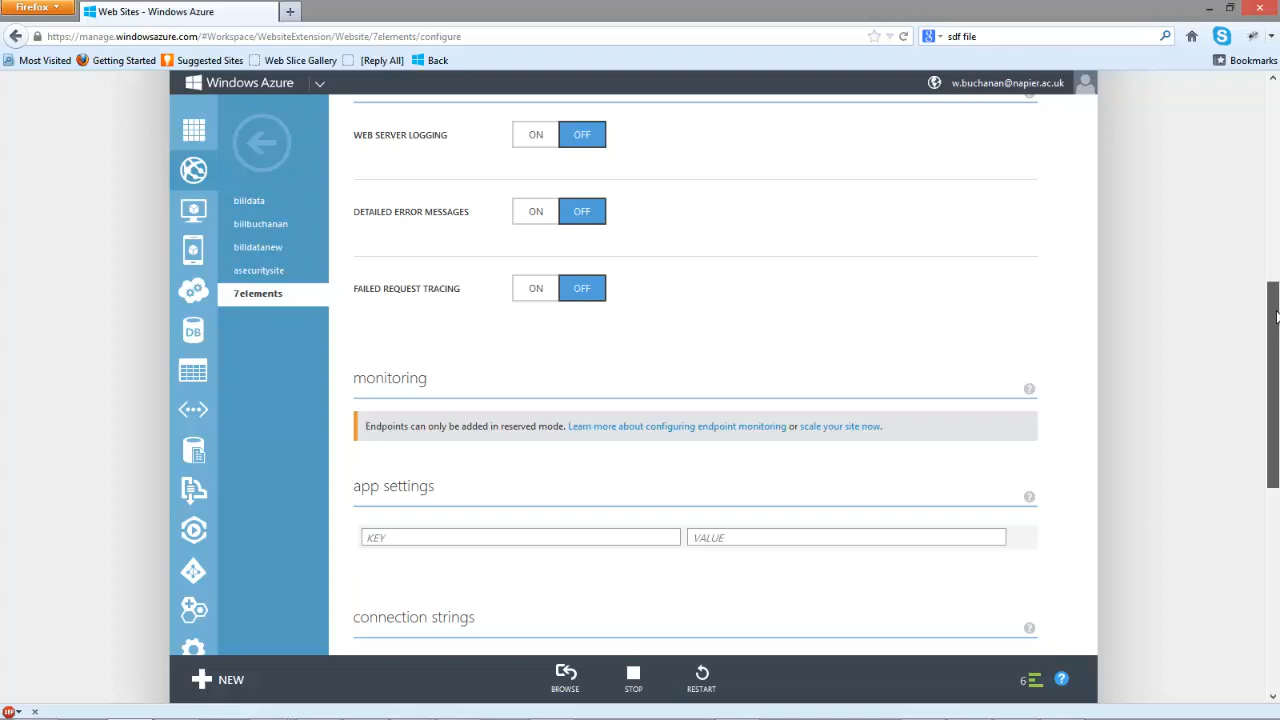 Firefox
Web Sites - Windows Azure
https://manage.windowsazure.com/#Workspace/WebsiteExtension/Website/7elements/configure
sdf file
Most Visited Getting Started Suggested Sites Web Slice Gallery [Reply All] Back Bookmarks
Windows Azure
w.buchanan@napier.ac.uk
WEB SERVER LOGGING ON OFF
billdata
billbuchanan
DETAILED ERROR MESSAGES ON OFF
billdatanew
asecuritysite
7elements
FAILED REQUEST TRACING ON OFF
DB
monitoring
?
Endpoints can only be added in reserved mode. Learn more about configuring endpoint monitoring or scale your site now.
app settings
?
KEY VALUE
connection strings
?
NEW
BROWSE STOP RESTART
6 ?
ABP